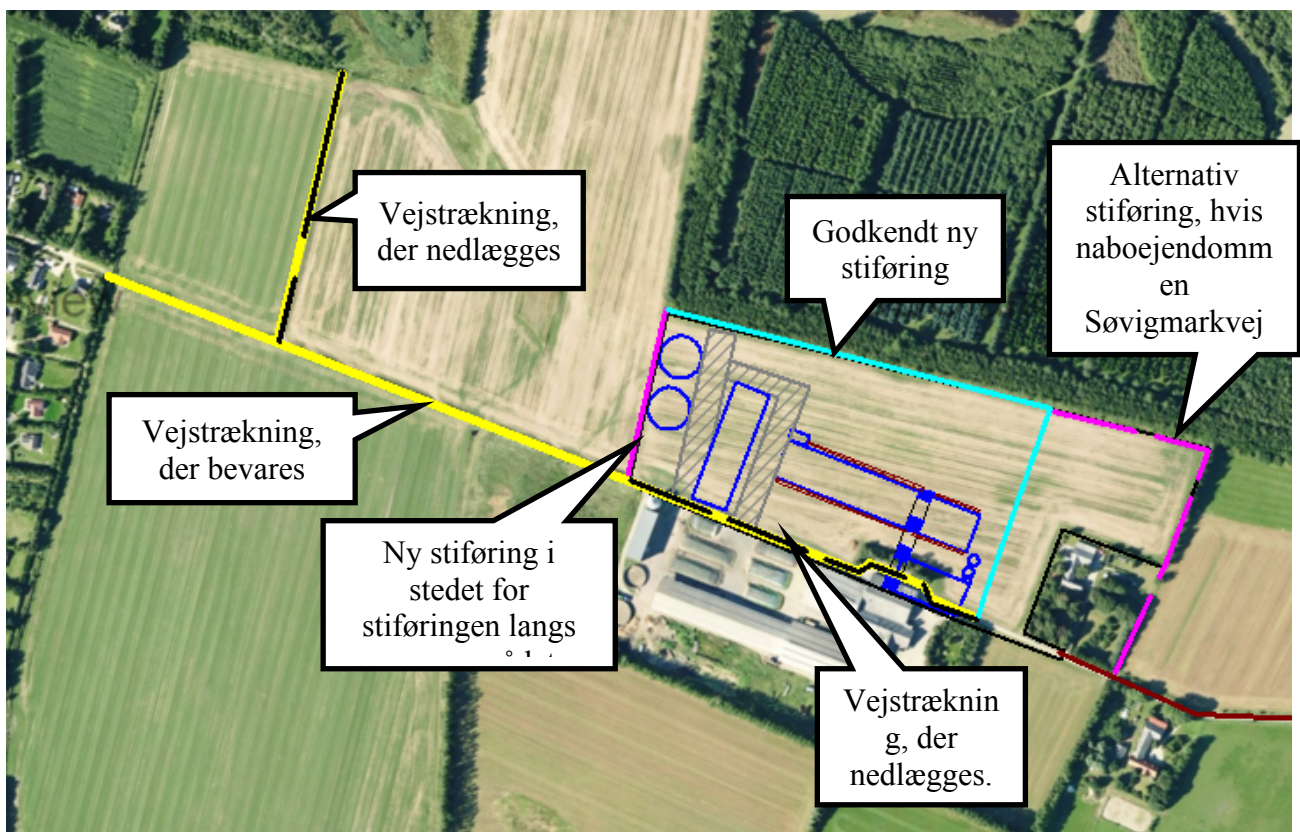 Vejstrækning,
der nedlægges
Godkendt ny
stiføring
Alternativ
stiføring, hvis
naboejendomm
en
Søvigmarkvej
Vejstrækning,
der bevares
Ny stiføring i
stedet for
stiføringen langs
Vejstræknin
g, der
nedlægges.